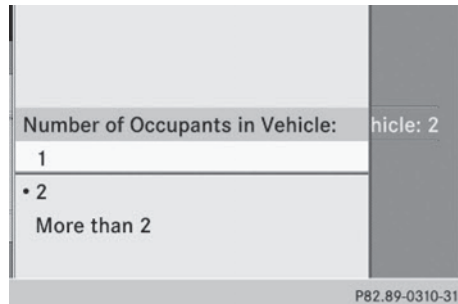 Number of Occupants in Vehicle:
hicle: 2
1
• 2
More than 2
P82.89-0310-31